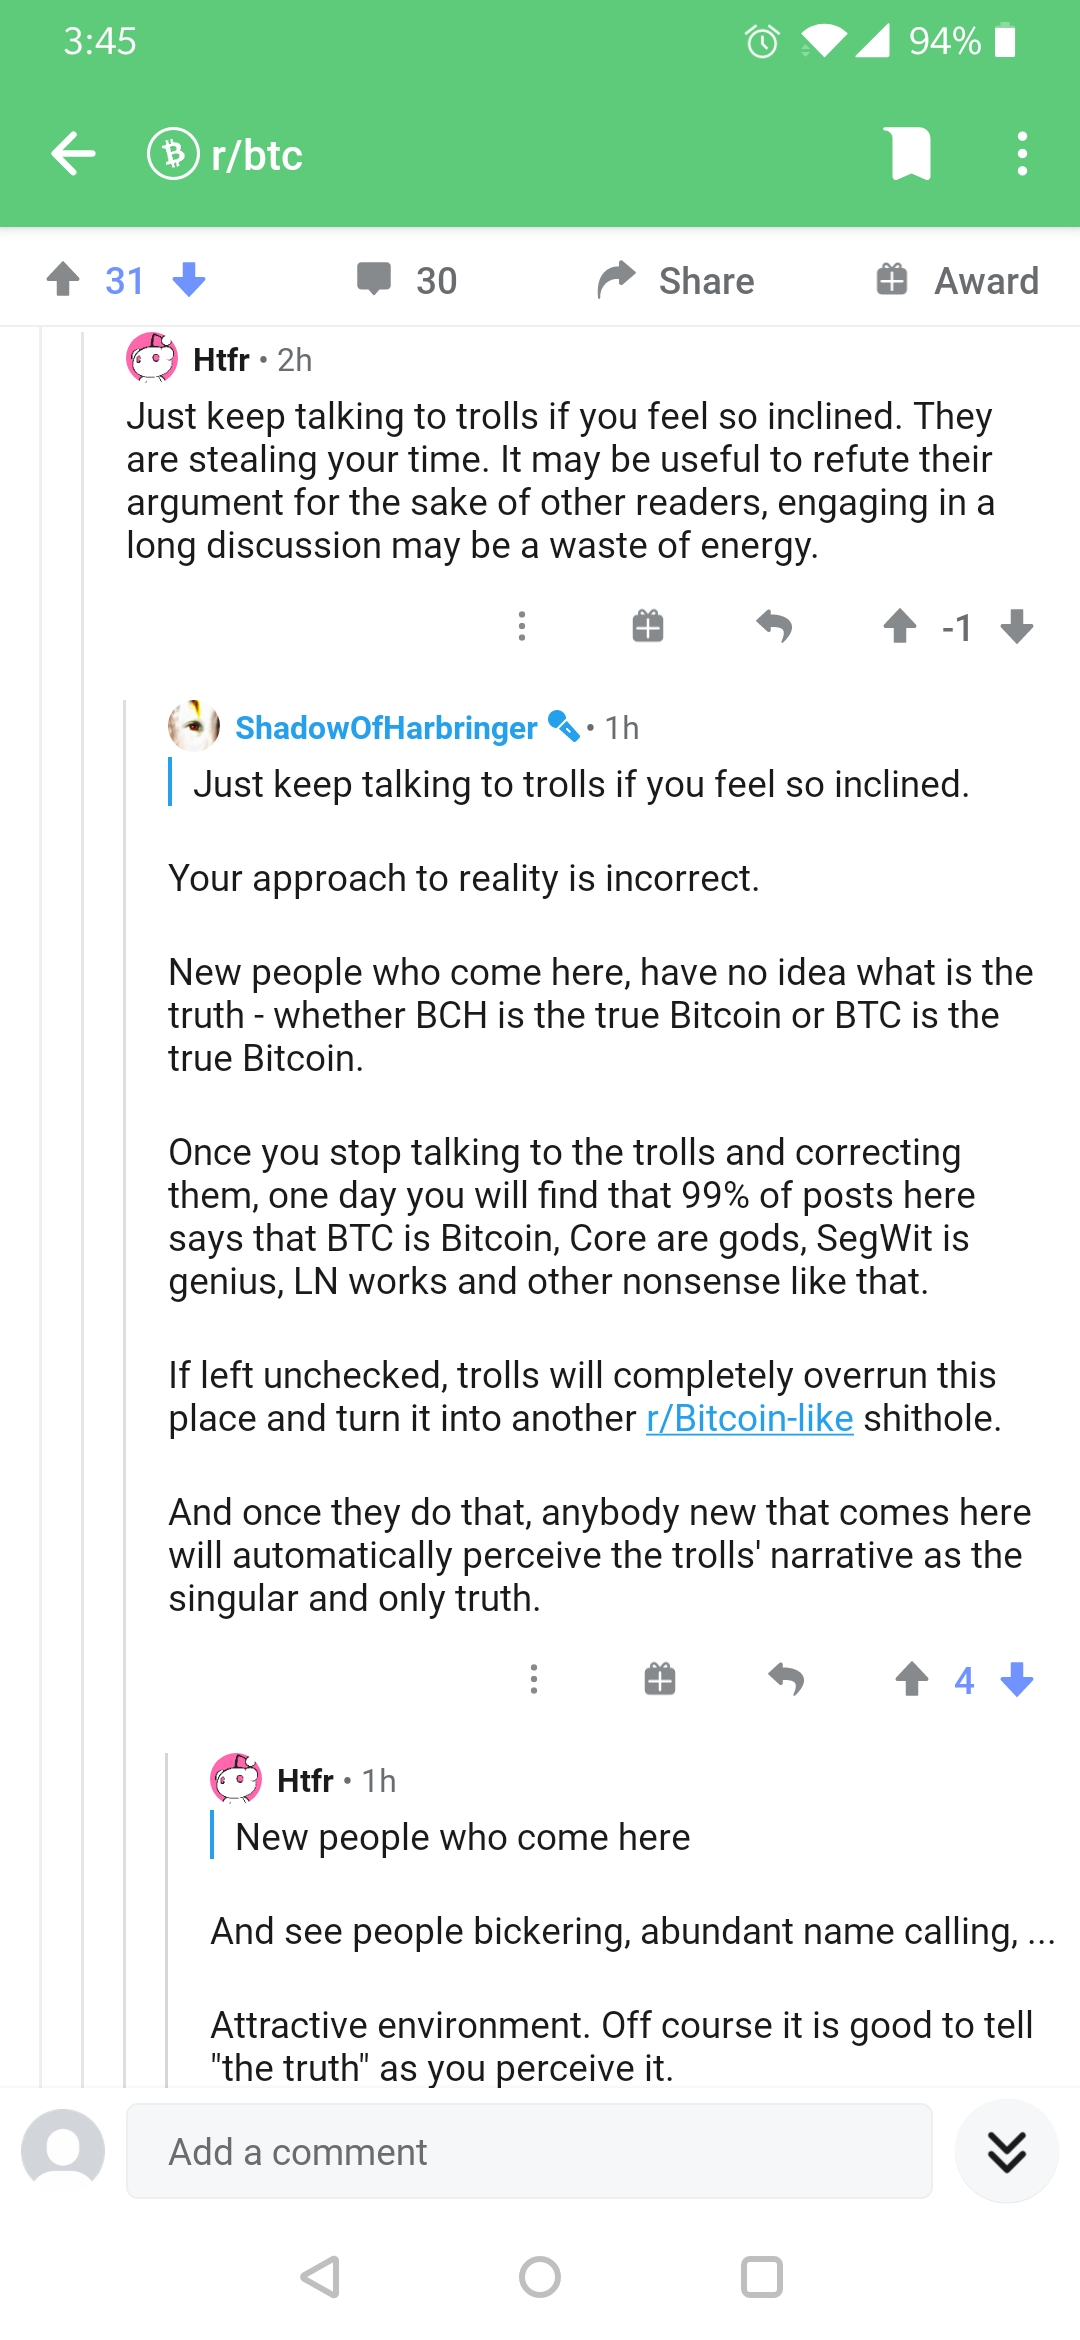 3:45
94%
r/btc
31
30
Share
Award
Htfr • 2h
Just keep talking to trolls if you feel so inclined. They
are stealing your time. It may be useful to refute their
argument for the sake of other readers, engaging in a
long discussion may be a waste of energy.
-1
ShadowOfHarbringer • 1h
Just keep talking to trolls if you feel so inclined.
Your approach to reality is incorrect.
New people who come here, have no idea what is the
truth - whether BCH is the true Bitcoin or BTC is the
true Bitcoin.
Once you stop talking to the trolls and correcting
them, one day you will find that 99% of posts here
says that BTC is Bitcoin, Core are gods, SegWit is
genius, LN works and other nonsense like that.
If left unchecked, trolls will completely overrun this
place and turn it into another r/Bitcoin-like shithole.
And once they do that, anybody new that comes here
will automatically perceive the trolls' narrative as the
singular and only truth.
4
Htfr • 1h
New people who come here
And see people bickering, abundant name calling, ...
Attractive environment. Off course it is good to tell
"the truth" as you perceive it.
Add a comment